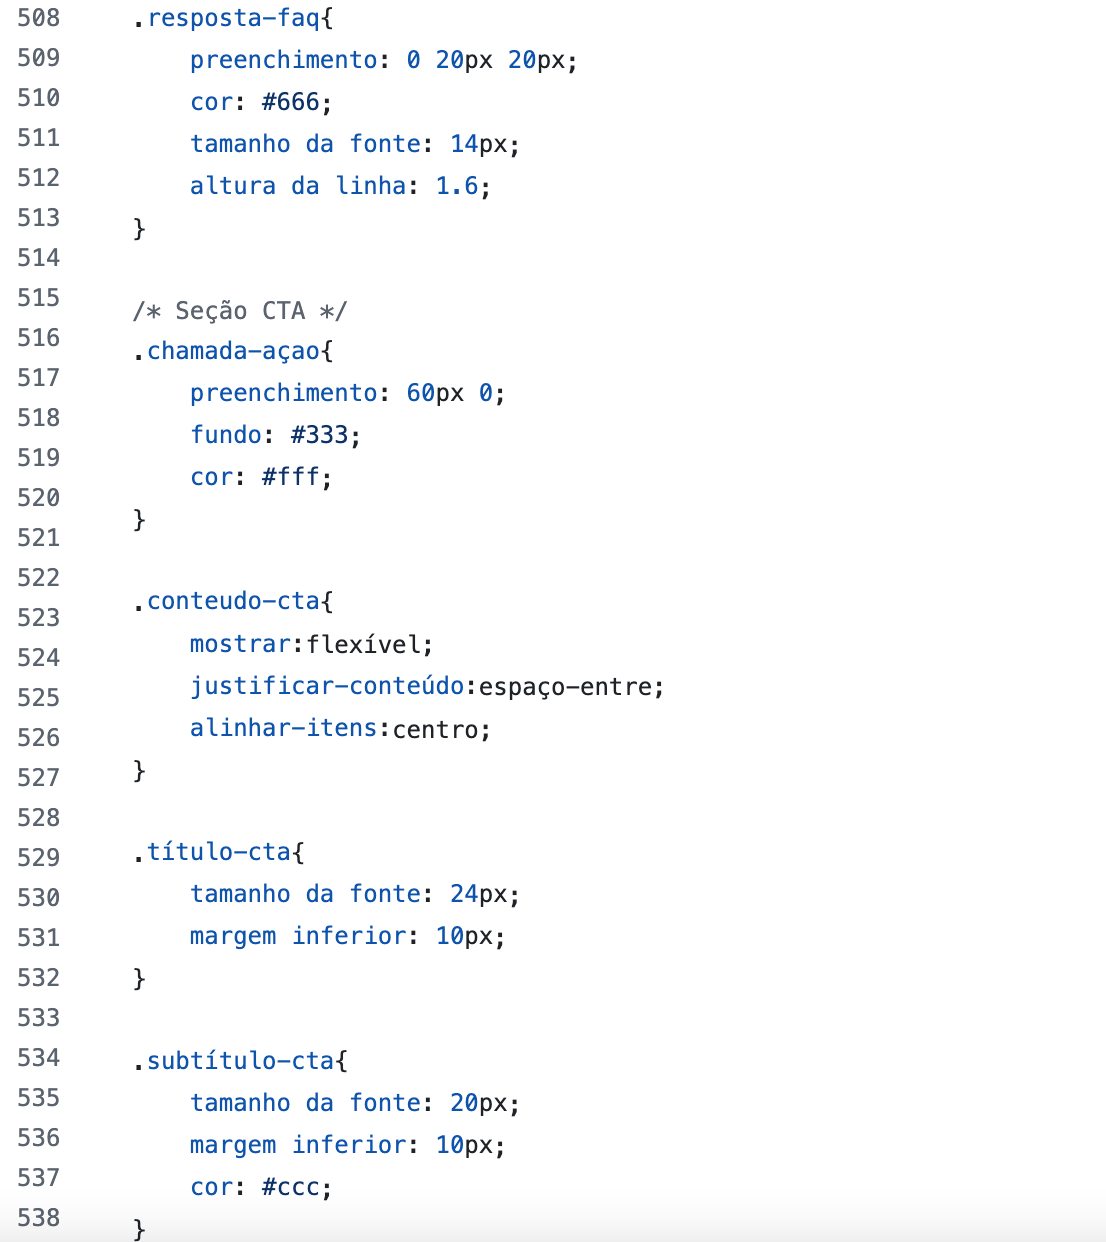 508 .resposta-faq{
509 preenchimento: 0 20px 20px;
510 cor: #666;
511 tamanho da fonte: 14px;
512 altura da linha: 1.6;
513 }
514
515 /* Seção CTA */
516 .chamada-açao{
517 preenchimento: 60px 0;
518 fundo: #333;
519 cor: #fff;
520 }
521
522 .conteudo-cta{
523 mostrar:flexível;
524 justificar-conteúdo:espaço-entre;
525 alinhar-itens:centro;
526 }
527
528 .título-cta{
529 tamanho da fonte: 24px;
530 margem inferior: 10px;
531 }
532
533 .subtítulo-cta{
534 tamanho da fonte: 20px;
535 margem inferior: 10px;
536 cor: #ccc;
537 }
538